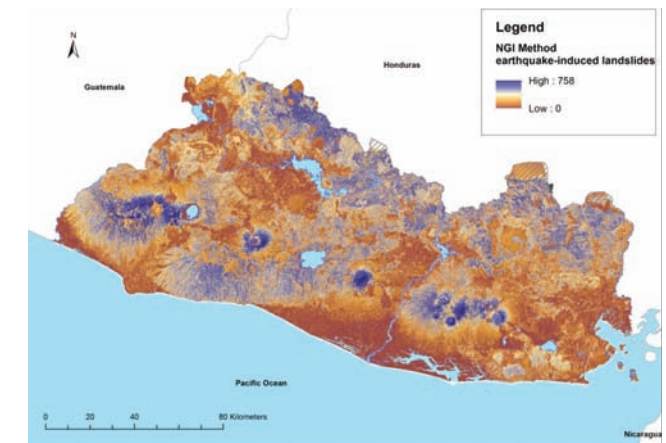 Legend
NGI Method
earthquake-induced landslides
High : 758
Low : 0
N
Guatemala
Honduras
Pacific Ocean
Nicaragua
0 20 40 80 Kilometers